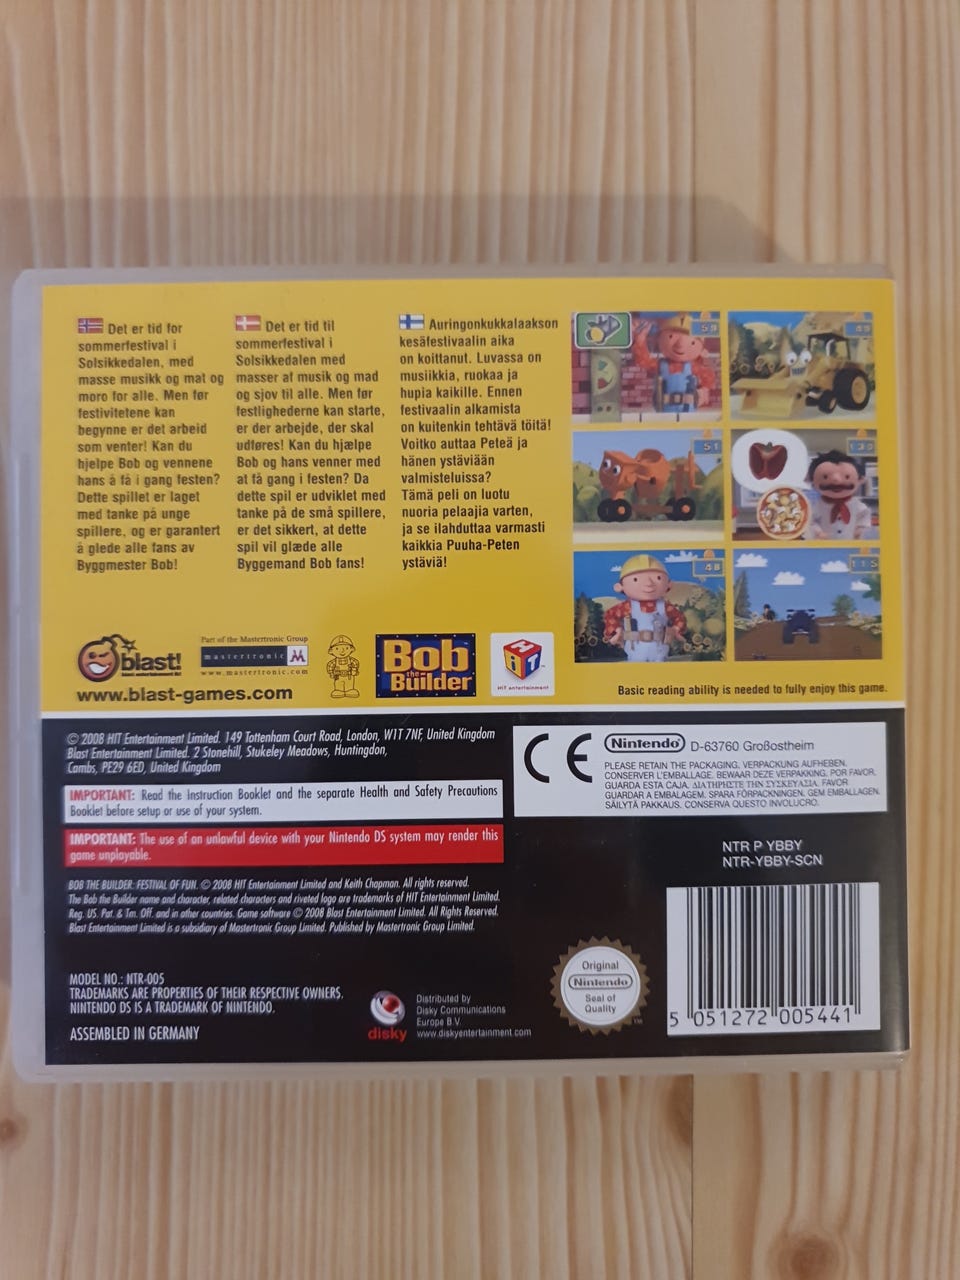 Det er tid for
sommerfestival i
Solsikkedalen, med
masse musikk og mat og
moro for alle. Men før
festivitetene kan
begynne er det arbeid
som venter! Kan du
hjelpe Bob og vennene
hans å få i gang festen?
Dette spillet er laget
med tanke på unge
spillere, og er garantert
å glede alle fans av
Byggmester Bob!
Det er tid til
sommerfestival i
Solsikkedalen med
masser af musik og mad
og sjov til alle. Men før
festlighederne kan starte,
er der arbejde, der skal
udføres! Kan du hjælpe
Bob og hans venner med
at få gang i festen? Da
dette spil er udviklet med
tanke på de små spillere,
er det sikkert, at dette
spil vil glæde alle
Byggemand Bob fans!
Auringonkukkalaakson
kesäfestivaalin aika
on koittanut. Luvassa on
musiikkia, ruokaa ja
hupia kaikille. Ennen
festivaalin alkamista
on kuitenkin tehtävä töitä!
Voitko auttaa Peteä ja
hänen ystäviään
valmisteluissa?
Tämä peli on luotu
nuoria pelaajia varten,
ja se ilahduttaa varmasti
kaikkia Puuha-Peten
ystäviä!
59
49
51
130
48
115
blast!
www.blast-games.com
Part of the Mastertronic Group
mastertronic M
www.mastertronic.com
Bob
the
Builder
HiT
HIT entertainment
Basic reading ability is needed to fully enjoy this game.
© 2008 HIT Entertainment Limited. 149 Tottenham Court Road, London, W1T 7NF, United Kingdom
Blast Entertainment Limited. 2 Stonehill, Stukeley Meadows, Huntingdon,
Cambs, PE29 6ED, United Kingdom
IMPORTANT: Read the Instruction Booklet and the separate Health and Safety Precautions
Booklet before setup or use of your system.
IMPORTANT: The use of an unlawful device with your Nintendo DS system may render this
game unplayable.
BOB THE BUILDER: FESTIVAL OF FUN. © 2008 HIT Entertainment Limited and Keith Chapman. All rights reserved.
The Bob the Builder name and character, related characters and riveted logo are trademarks of HIT Entertainment Limited.
Reg. US. Pat. & Tm. Off. and in other countries. Game software © 2008 Blast Entertainment Limited. All Rights Reserved.
Blast Entertainment Limited is a subsidiary of Mastertronic Group Limited. Published by Mastertronic Group Limited.
MODEL NO.: NTR-005
TRADEMARKS ARE PROPERTIES OF THEIR RESPECTIVE OWNERS.
NINTENDO DS IS A TRADEMARK OF NINTENDO.
ASSEMBLED IN GERMANY
disky
Distributed by
Disky Communications
Europe B.V.
www.diskyentertainment.com
CE
Nintendo D-63760 Großostheim
PLEASE RETAIN THE PACKAGING. VERPACKUNG AUFHEBEN.
CONSERVER L'EMBALLAGE. BEWAAR DEZE VERPAKKING. POR FAVOR,
GUARDA ESTA CAJA. ΔΙΑΤΗΡΗΣΤΕ ΤΗΝ ΣΥΣΚΕΥΑΣΙΑ. FAVOR
GUARDAR A EMBALAGEM. SPARA FÖRPACKNINGEN. GEM EMBALLAGEN.
SÄILYTÄ PAKKAUS. CONSERVA QUESTO INVOLUCRO.
NTR P YBBY
NTR-YBBY-SCN
Original
Nintendo
Seal of
Quality
TM
5 051272 005441